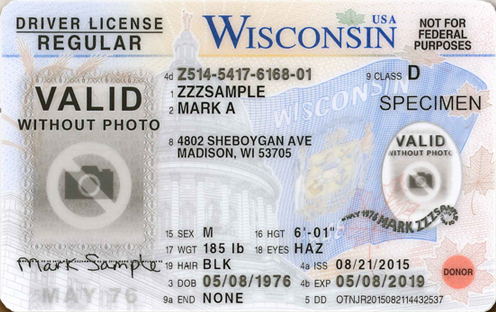 DRIVER LICENSE
REGULAR
WISCONSIN USA
NOT FOR
FEDERAL
PURPOSES
4d Z514-5417-6168-01
9 CLASS D
1 ZZZSAMPLE
2 MARK A
SPECIMEN
VALID
WITHOUT PHOTO
8 4802 SHEBOYGAN AVE
MADISON, WI 53705
WISCONSIN
VALID
WITHOUT PHOTO
MAY 1976 MARK ZZZSA
15 SEX M 16 HGT 6'-01"
17 WGT 185 lb 18 EYES HAZ
19 HAIR BLK 4a ISS 08/21/2015
3 DOB 05/08/1976 4b EXP 05/08/2019
9a END NONE 5 DD OTNJR2015082114432537
Mark Sample
MAY 76
DONOR